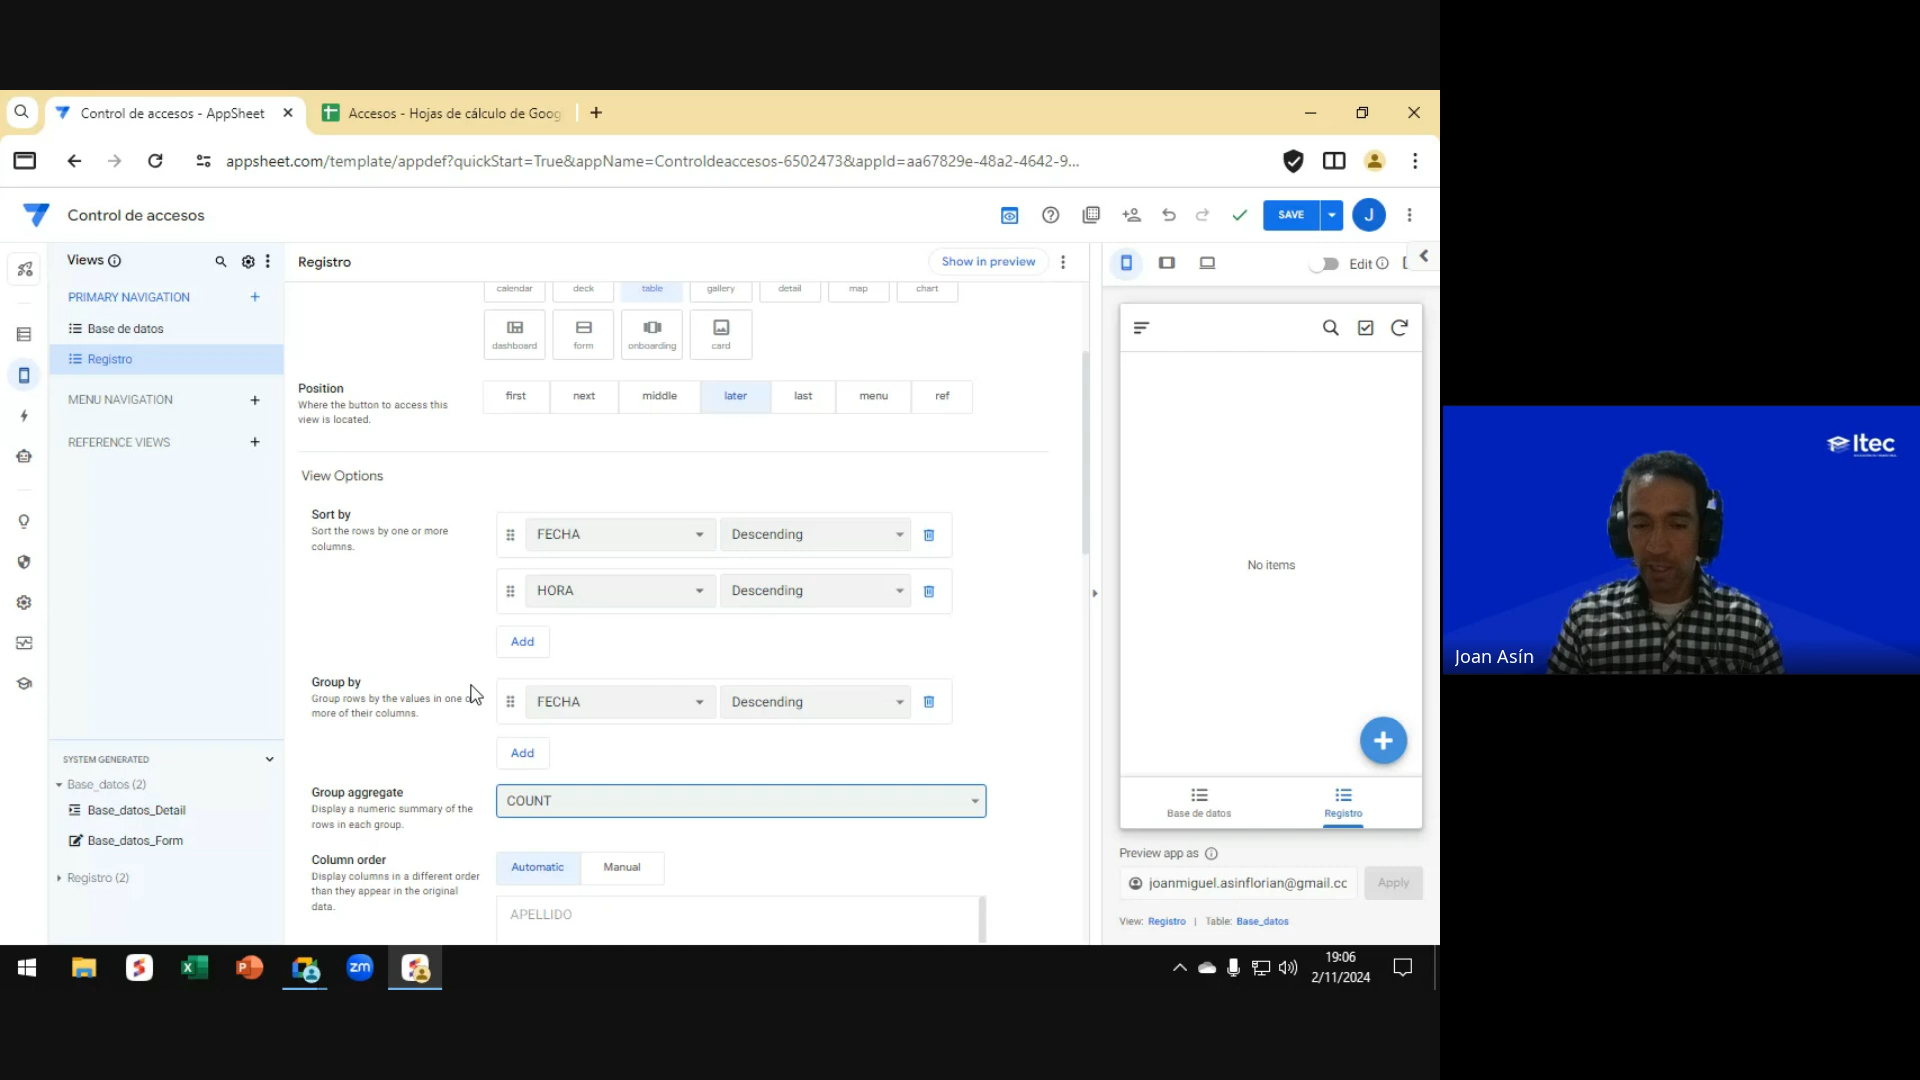 Control de accesos - AppSheet
Accesos - Hojas de cálculo de Goog
appsheet.com/template/appdef?quickStart=True&appName=Controldeaccesos-6502473&appId=aa67829e-48a2-4642-9...
Control de accesos
SAVE
J
Views
Registro
Show in preview
Edit
PRIMARY NAVIGATION
Base de datos
Registro
MENU NAVIGATION
REFERENCE VIEWS
calendar
deck
table
gallery
detail
map
chart
dashboard
form
onboarding
card
Position
Where the button to access this
view is located.
first
next
middle
later
last
menu
ref
View Options
Sort by
Sort the rows by one or more
columns.
FECHA
Descending
HORA
Descending
Add
Group by
Group rows by the values in one o
more of their columns.
FECHA
Descending
Add
Group aggregate
Display a numeric summary of the
rows in each group.
COUNT
Column order
Display columns in a different order
than they appear in the original
data.
Automatic
Manual
APELLIDO
SYSTEM GENERATED
Base_datos (2)
Base_datos_Detail
Base_datos_Form
Registro (2)
No items
Base de datos
Registro
Preview app as
joanmiguel.asinflorian@gmail.cc
Apply
View: Registro | Table: Base_datos
zm
19:06
2/11/2024
Itec
Joan Asín